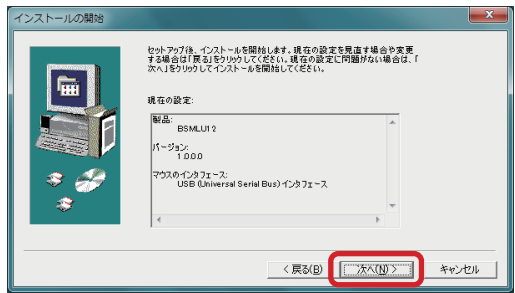 インストールの開始
セットアップ後、インストールを開始します。現在の設定を見直す場合や変更
する場合は「戻る」をクリックしてください。現在の設定に問題がない場合は、「
次へ」をクリックしてインストールを開始してください。
現在の設定:
製品:
BSMLU12
バージョン:
1.0.0.0
マウスのインタフェース:
USB (Universal Serial Bus) インタフェース
< 戻る(B)
次へ(N) >
キャンセル